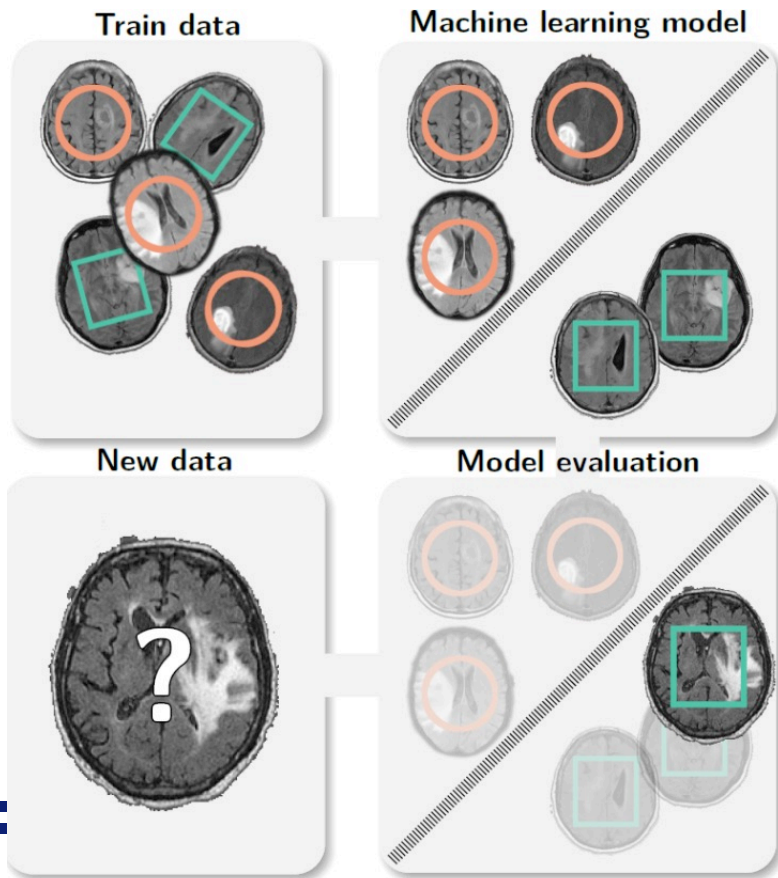 Train data
Machine learning model
New data
Model evaluation
?